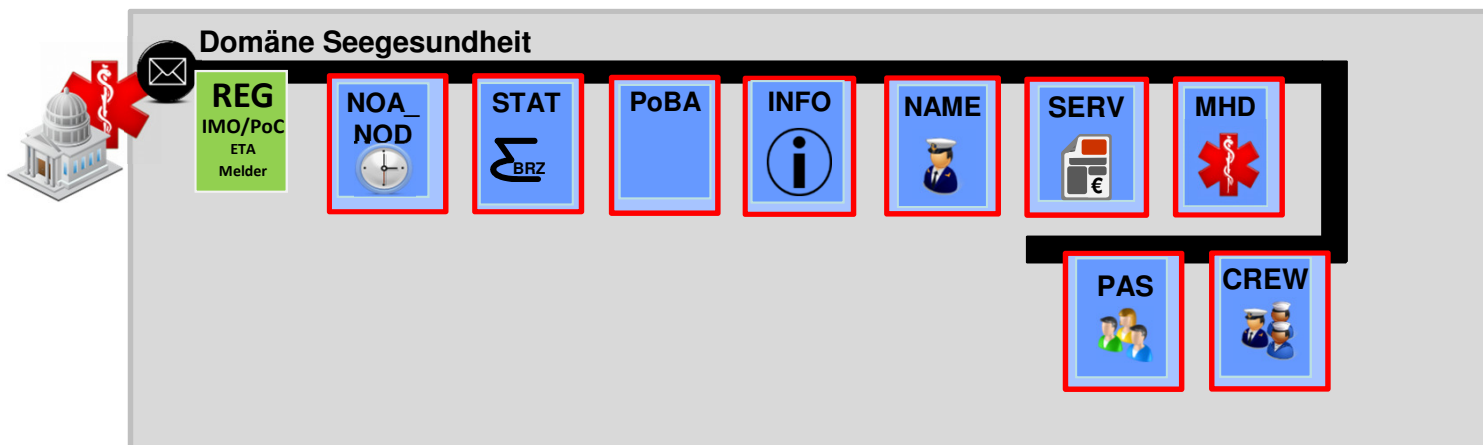 Domäne Seegesundheit
REG
IMO/PoC
ETA
Melder
NOA_
NOD
STAT
BRZ
PoBA
INFO
i
NAME
SERV
€
MHD
PAS
CREW